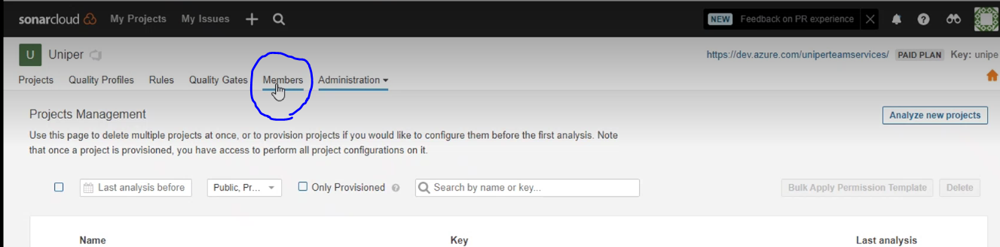 sonarcloud My Projects My Issues NEW Feedback on PR experience
U Uniper https://dev.azure.com/uniperteamservices/ PAID PLAN Key: unipe
Projects Quality Profiles Rules Quality Gates Members Administration
Projects Management Analyze new projects
Use this page to delete multiple projects at once, or to provision projects if you would like to configure them before the first analysis. Note
that once a project is provisioned, you have access to perform all project configurations on it.
Last analysis before Public, Pr... Only Provisioned ? Search by name or key... Bulk Apply Permission Template Delete
Name Key Last analysis